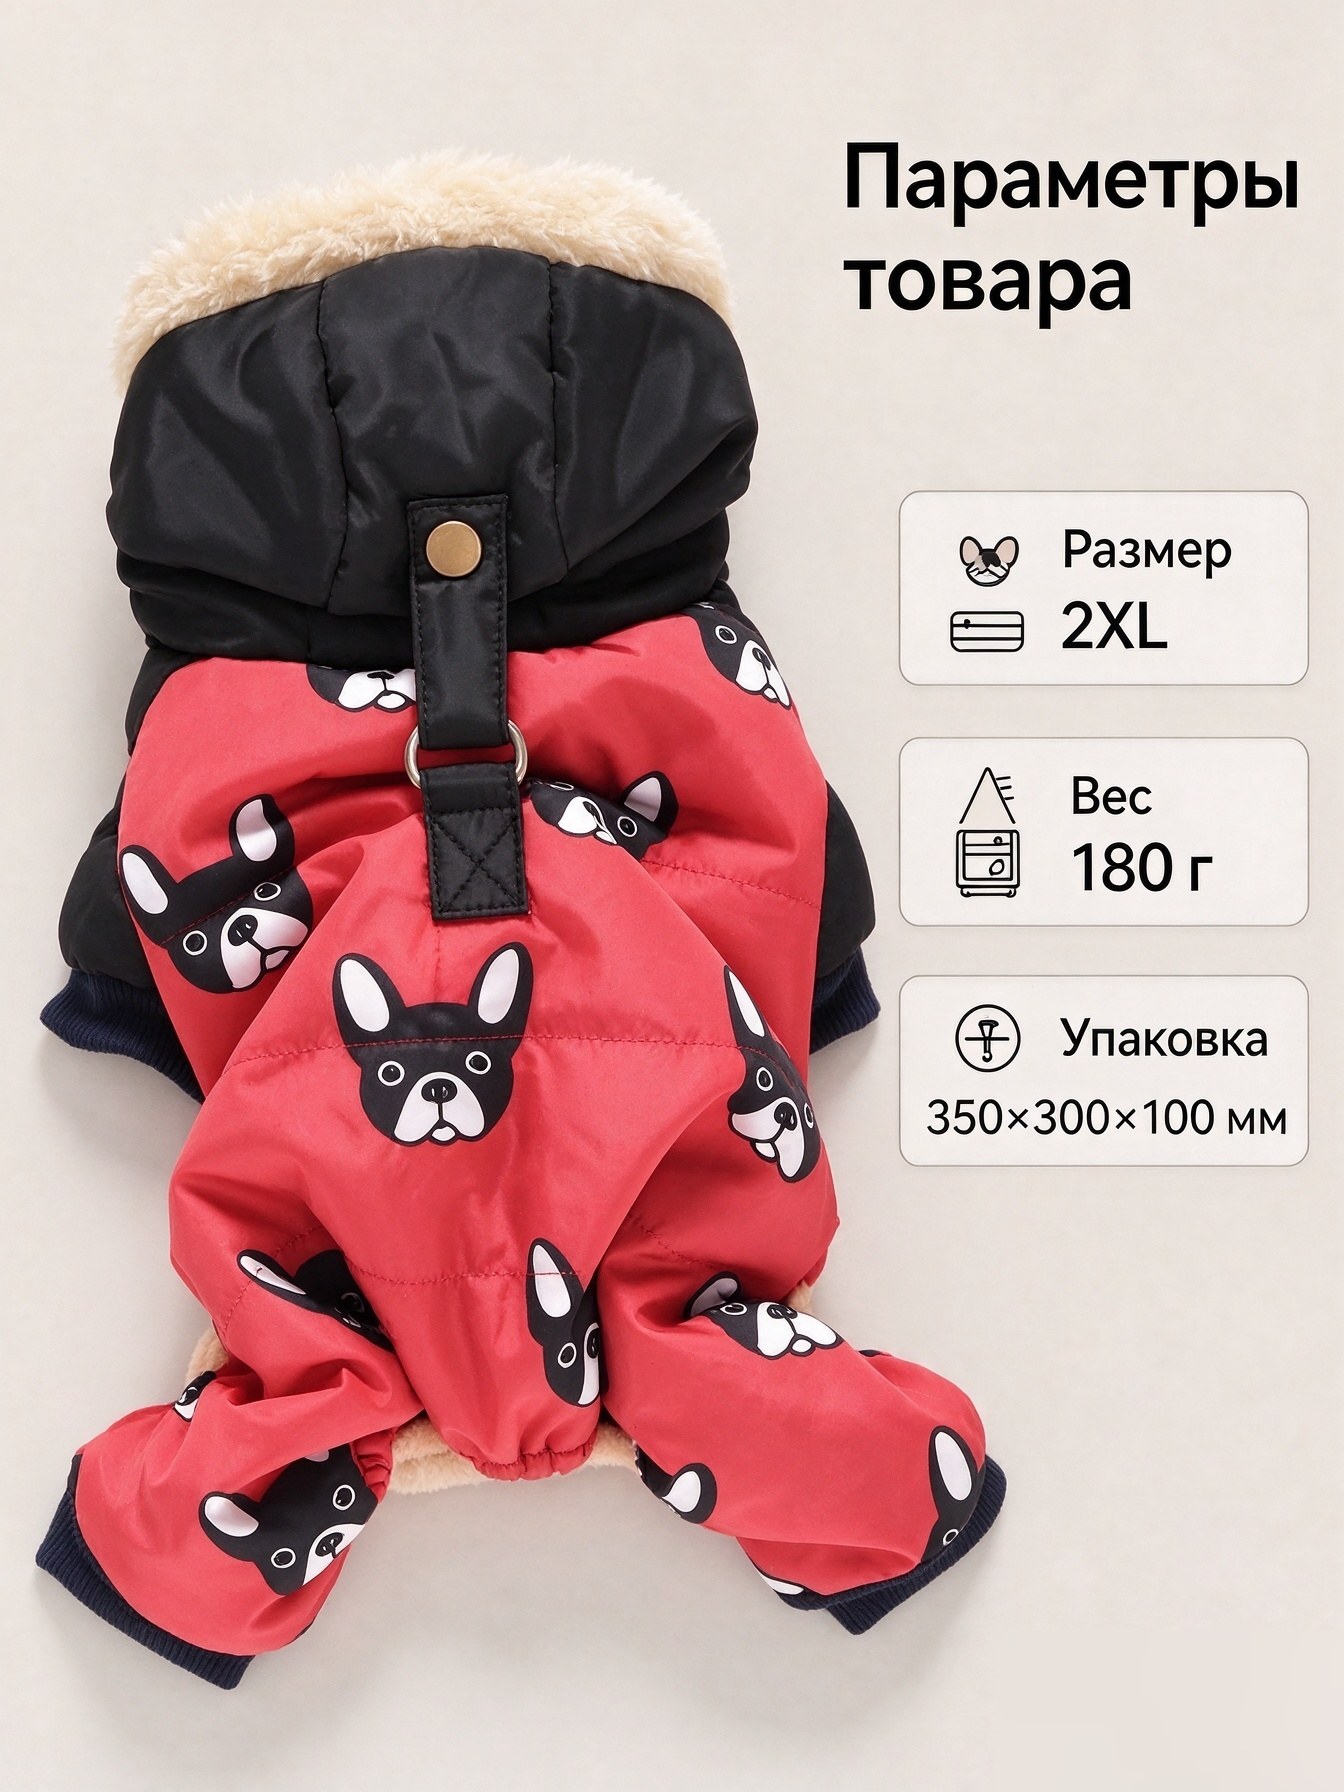 Параметры
товара
Размер
2XL
Вес
180 г
Упаковка
350×300×100 мм